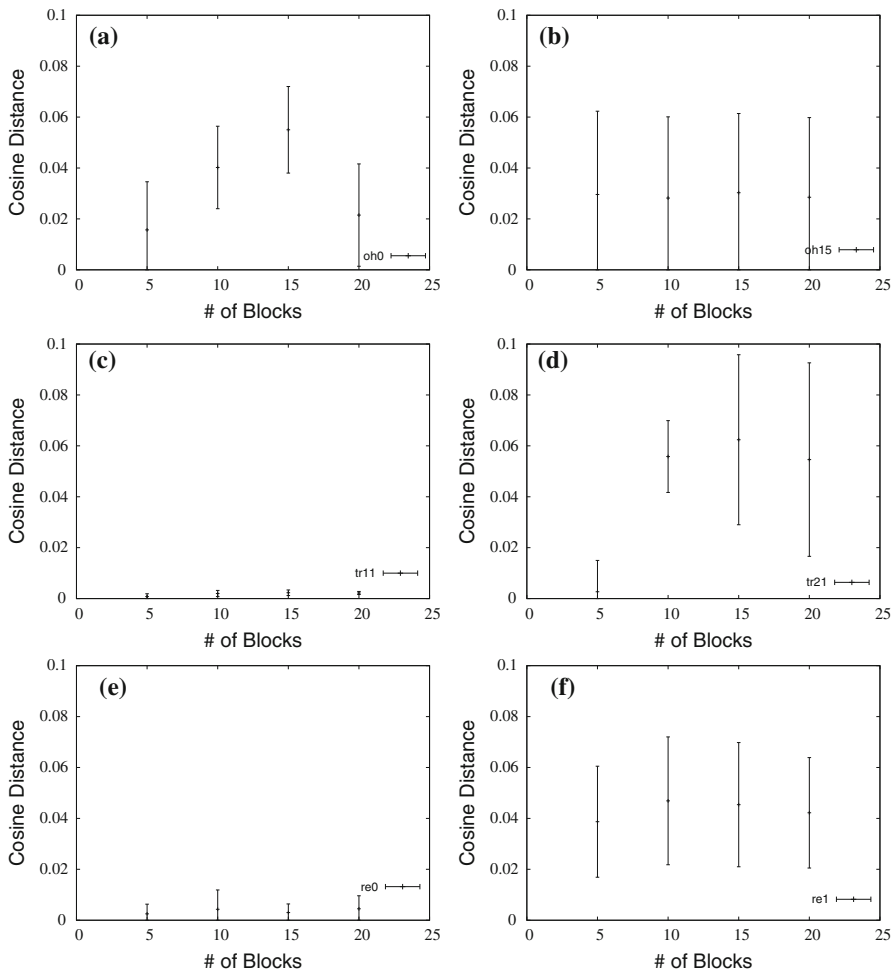 (a)
0.1
0.08
0.06
0.04
0.02
0
Cosine Distance
oh0
0 5 10 15 20 25
# of Blocks
(b)
0.1
0.08
0.06
0.04
0.02
0
Cosine Distance
oh15
0 5 10 15 20 25
# of Blocks
(c)
0.1
0.08
0.06
0.04
0.02
0
Cosine Distance
tr11
0 5 10 15 20 25
# of Blocks
(d)
0.1
0.08
0.06
0.04
0.02
0
Cosine Distance
tr21
0 5 10 15 20 25
# of Blocks
(e)
0.1
0.08
0.06
0.04
0.02
0
Cosine Distance
re0
0 5 10 15 20 25
# of Blocks
(f)
0.1
0.08
0.06
0.04
0.02
0
Cosine Distance
re1
0 5 10 15 20 25
# of Blocks